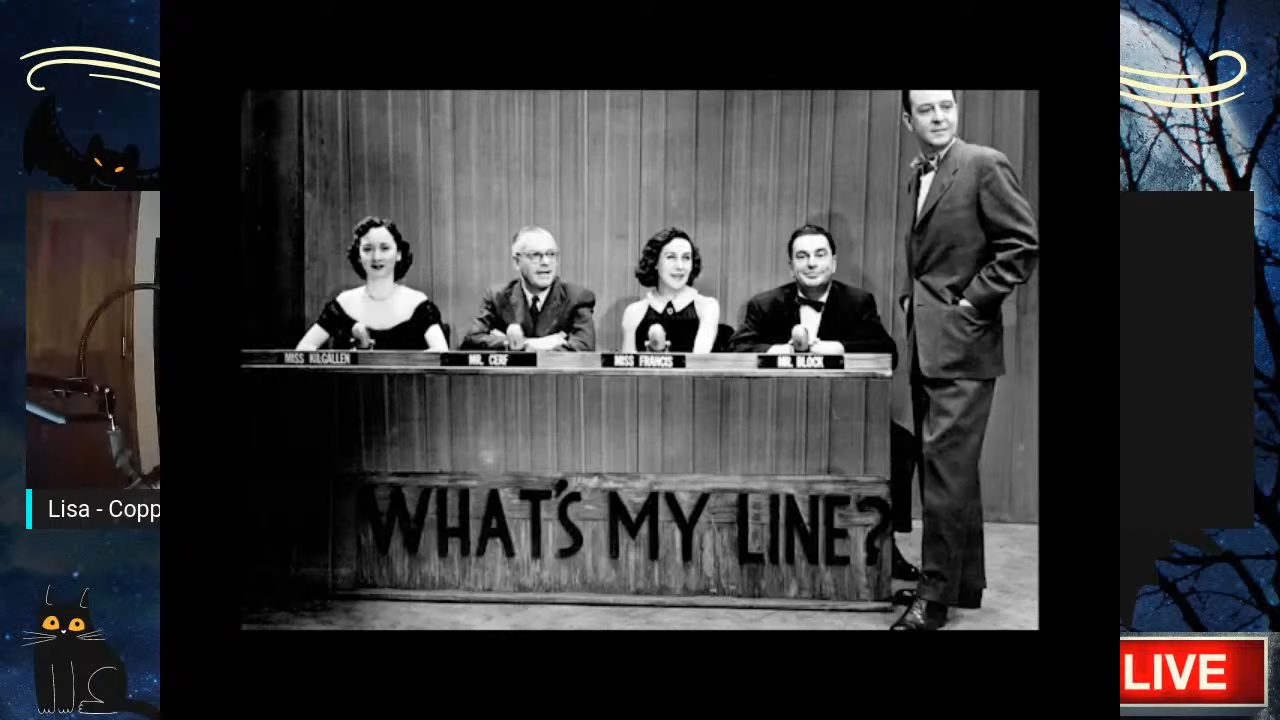 MISS KILGALLEN
MR. CERF
MISS FRANCIS
MR. BLOCK
WHAT'S MY LINE?
Lisa - Copp
LIVE